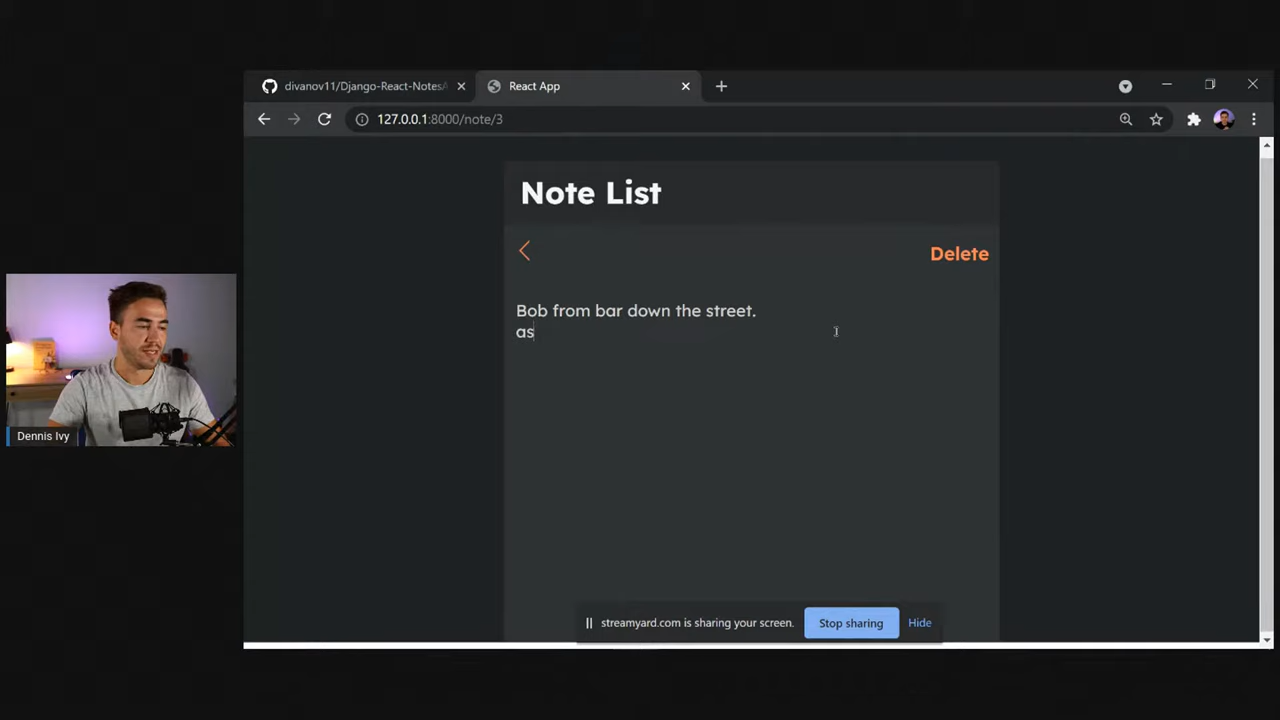 divanov11/Django-React-Notes
React App
127.0.0.1:8000/note/3
Note List
Delete
Bob from bar down the street.
as
Dennis Ivy
streamyard.com is sharing your screen.
Stop sharing
Hide